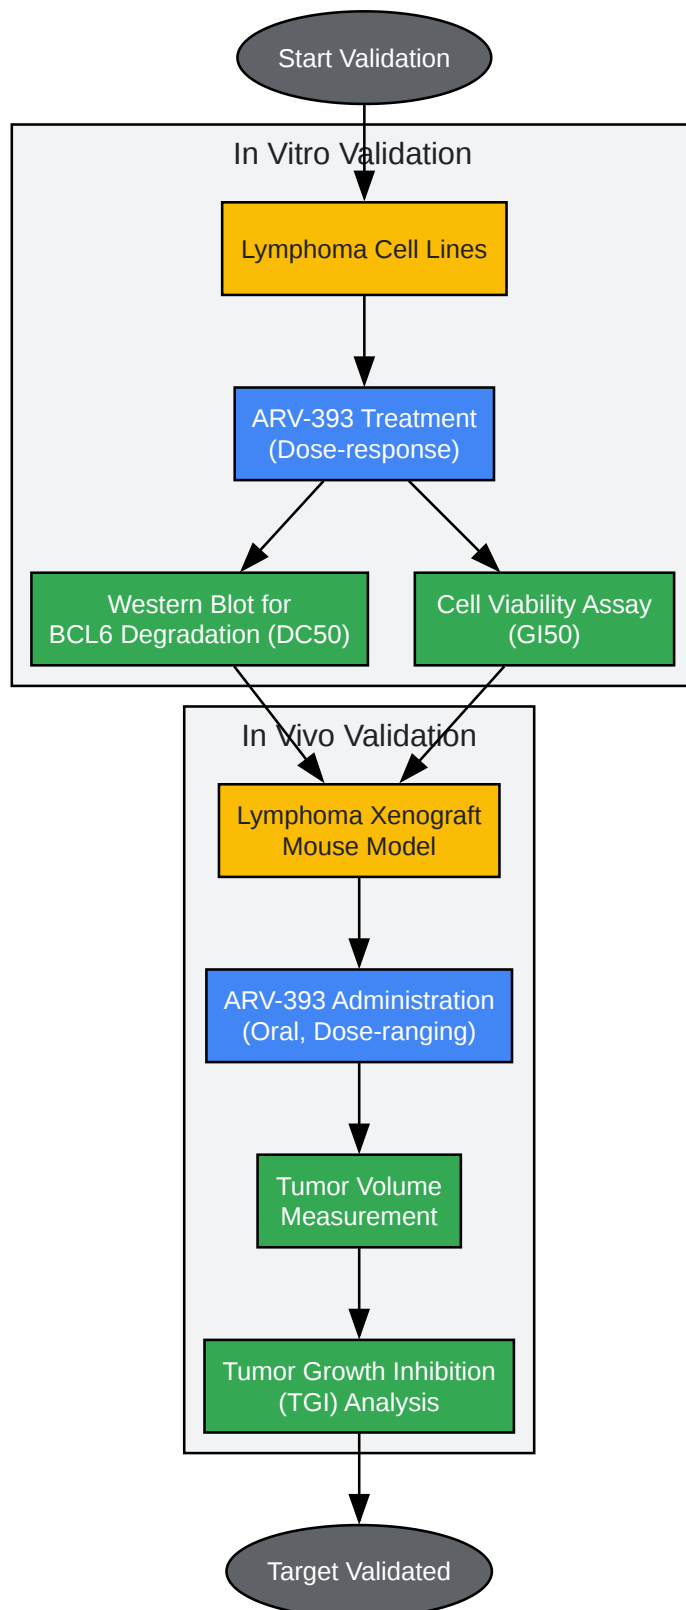 Start Validation
In Vitro Validation
Lymphoma Cell Lines
ARV-393 Treatment
(Dose-response)
Western Blot for
BCL6 Degradation (DC50)
Cell Viability Assay
(GI50)
In Vivo Validation
Lymphoma Xenograft
Mouse Model
ARV-393 Administration
(Oral, Dose-ranging)
Tumor Volume
Measurement
Tumor Growth Inhibition
(TGI) Analysis
Target Validated